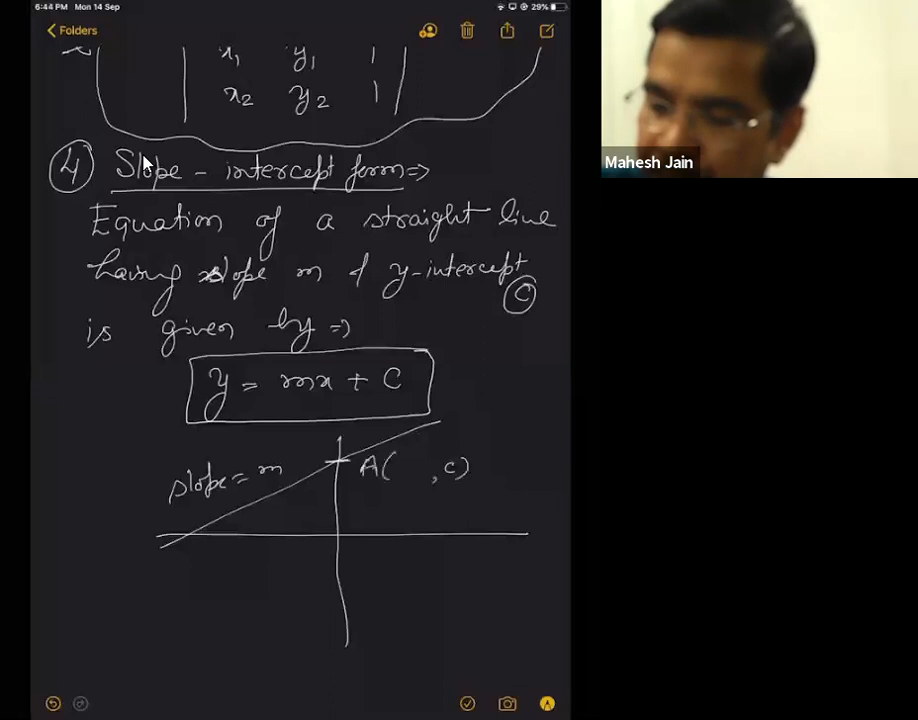 6:44 PM Mon 14 Sep
29%
Folders
x₁ y₁ 1
x₂ y₂ 1
Mahesh Jain
④ Slope - intercept form ⇒
Equation of a straight line
having slope m & y-intercept
C
is given by ⇒
y = mx + C
slope = m A( , c)